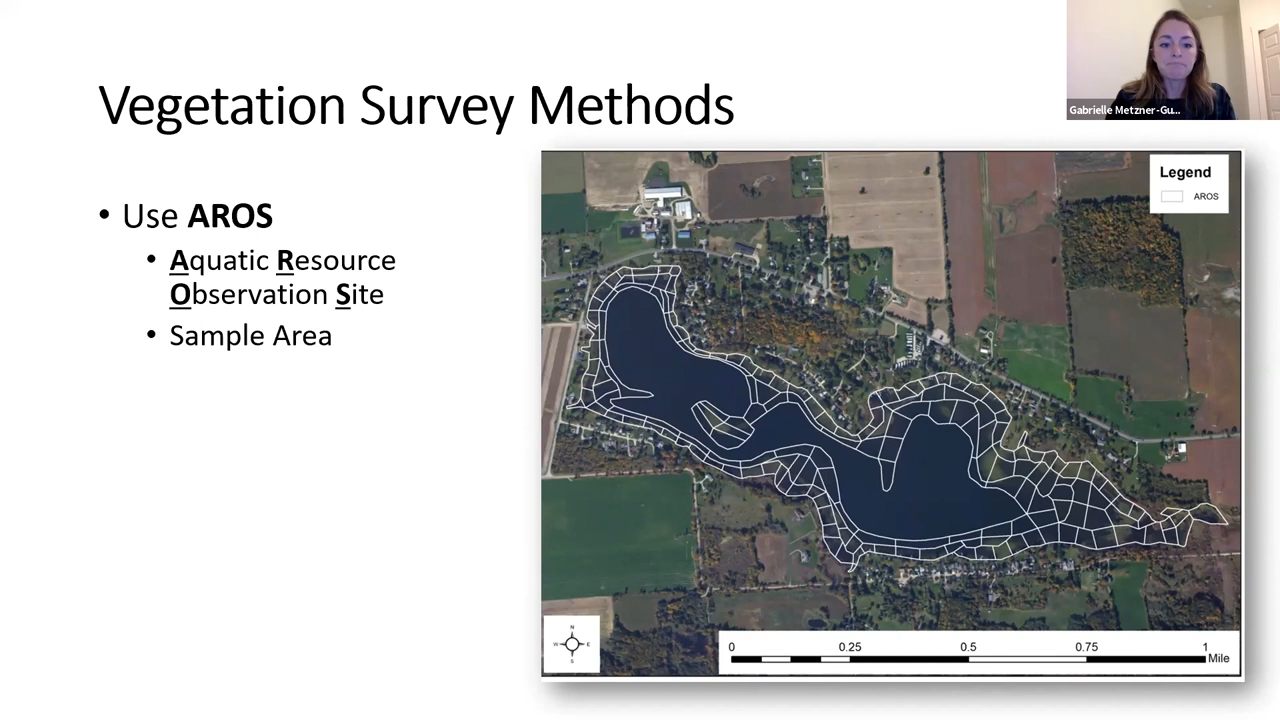 Gabrielle Metzner-Gu...
Vegetation Survey Methods
• Use AROS
• Aquatic Resource
Observation Site
• Sample Area
Legend
AROS
N
W E
S
0 0.25 0.5 0.75 1
Mile